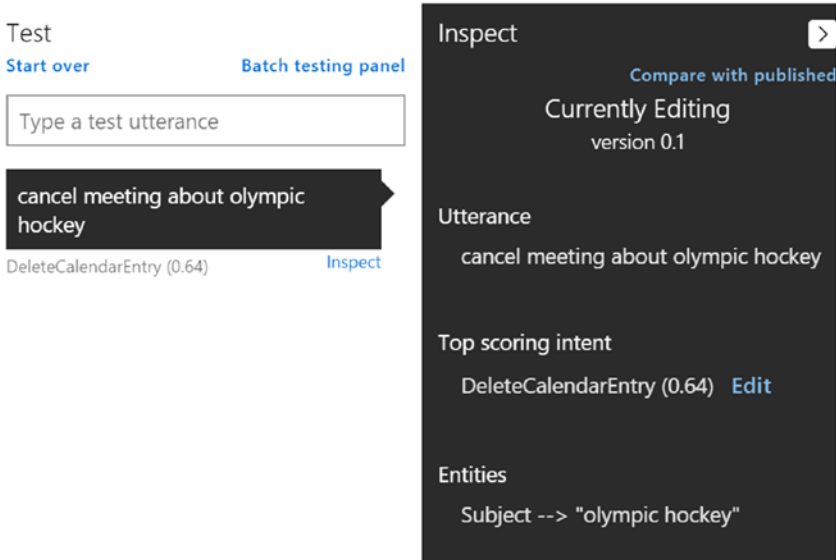 Test
Start over
Batch testing panel
Type a test utterance
cancel meeting about olympic
hockey
DeleteCalendarEntry (0.64)
Inspect
Inspect
Compare with published
Currently Editing
version 0.1
Utterance
cancel meeting about olympic hockey
Top scoring intent
DeleteCalendarEntry (0.64) Edit
Entities
Subject --> "olympic hockey"